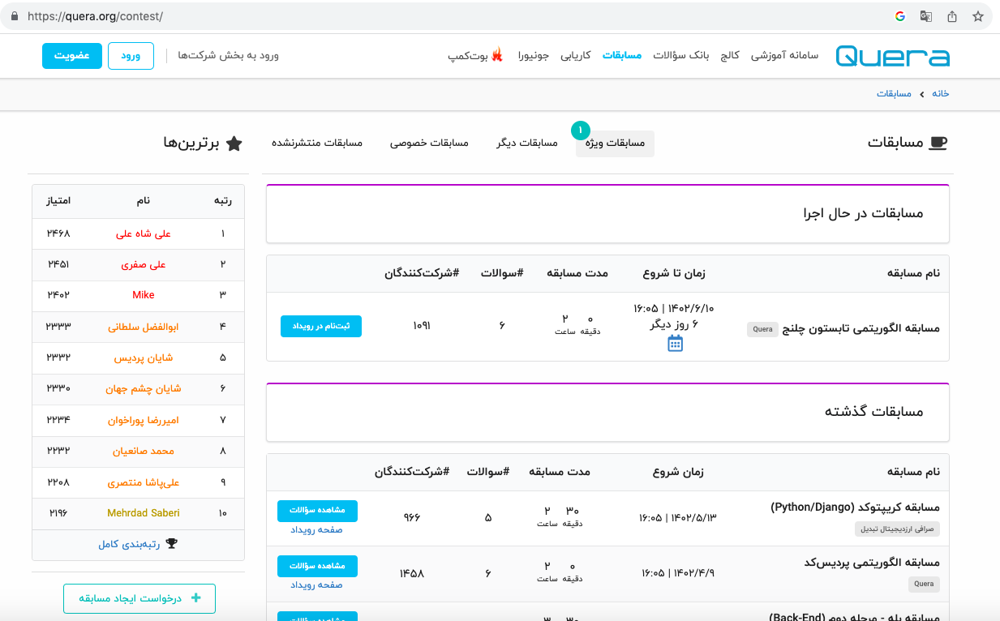 https://quera.org/contest/
Quera
سامانه آموزشی
کالج
بانک سؤالات
مسابقات
کاریابی
جونیورا
بوت‌کمپ
ورود به بخش شرکت‌ها
ورود
عضویت
خانه
مسابقات
مسابقات
مسابقات ویژه
۱
مسابقات دیگر
مسابقات خصوصی
مسابقات منتشرنشده
مسابقات در حال اجرا
نام مسابقه زمان تا شروع مدت مسابقه #سوالات #شرکت‌کنندگان
مسابقه الگوریتمی تابستون چلنج Quera
۱۴۰۲/۶/۱۰ | ۱۶:۰۵
۶ روز دیگر
۰ ۲
دقیقه ساعت
۶
۱۰۹۱
ثبت‌نام در رویداد
مسابقات گذشته
نام مسابقه زمان شروع مدت مسابقه #سوالات #شرکت‌کنندگان
مسابقه کریپتوکد (Python/Django)
صرافی ارزدیجیتال تبدیل
۱۴۰۲/۵/۱۳ | ۱۶:۰۵
۳۰ ۲
دقیقه ساعت
۵
۹۶۶
مشاهده سؤالات
صفحه رویداد
مسابقه الگوریتمی پردیس‌کد
Quera
۱۴۰۲/۴/۹ | ۱۶:۰۵
۰ ۲
دقیقه ساعت
۶
۱۴۵۸
مشاهده سؤالات
صفحه رویداد
مسابقه بله - مرحله دوم (Back-End)
۳۰ ۳
مشاهده سؤالات
برترین‌ها
رتبه نام امتیاز
۱ علی شاه علی ۲۴۶۸
۲ علی صفری ۲۴۵۱
۳ Mike ۲۴۰۲
۴ ابوالفضل سلطانی ۲۳۳۳
۵ شایان پردیس ۲۳۳۲
۶ شایان چشم جهان ۲۳۳۰
۷ امیررضا پوراخوان ۲۲۳۴
۸ محمد صانعیان ۲۲۳۲
۹ علی‌پاشا منتصری ۲۲۰۸
۱۰ Mehrdad Saberi ۲۱۹۶
رتبه‌بندی کامل
درخواست ایجاد مسابقه